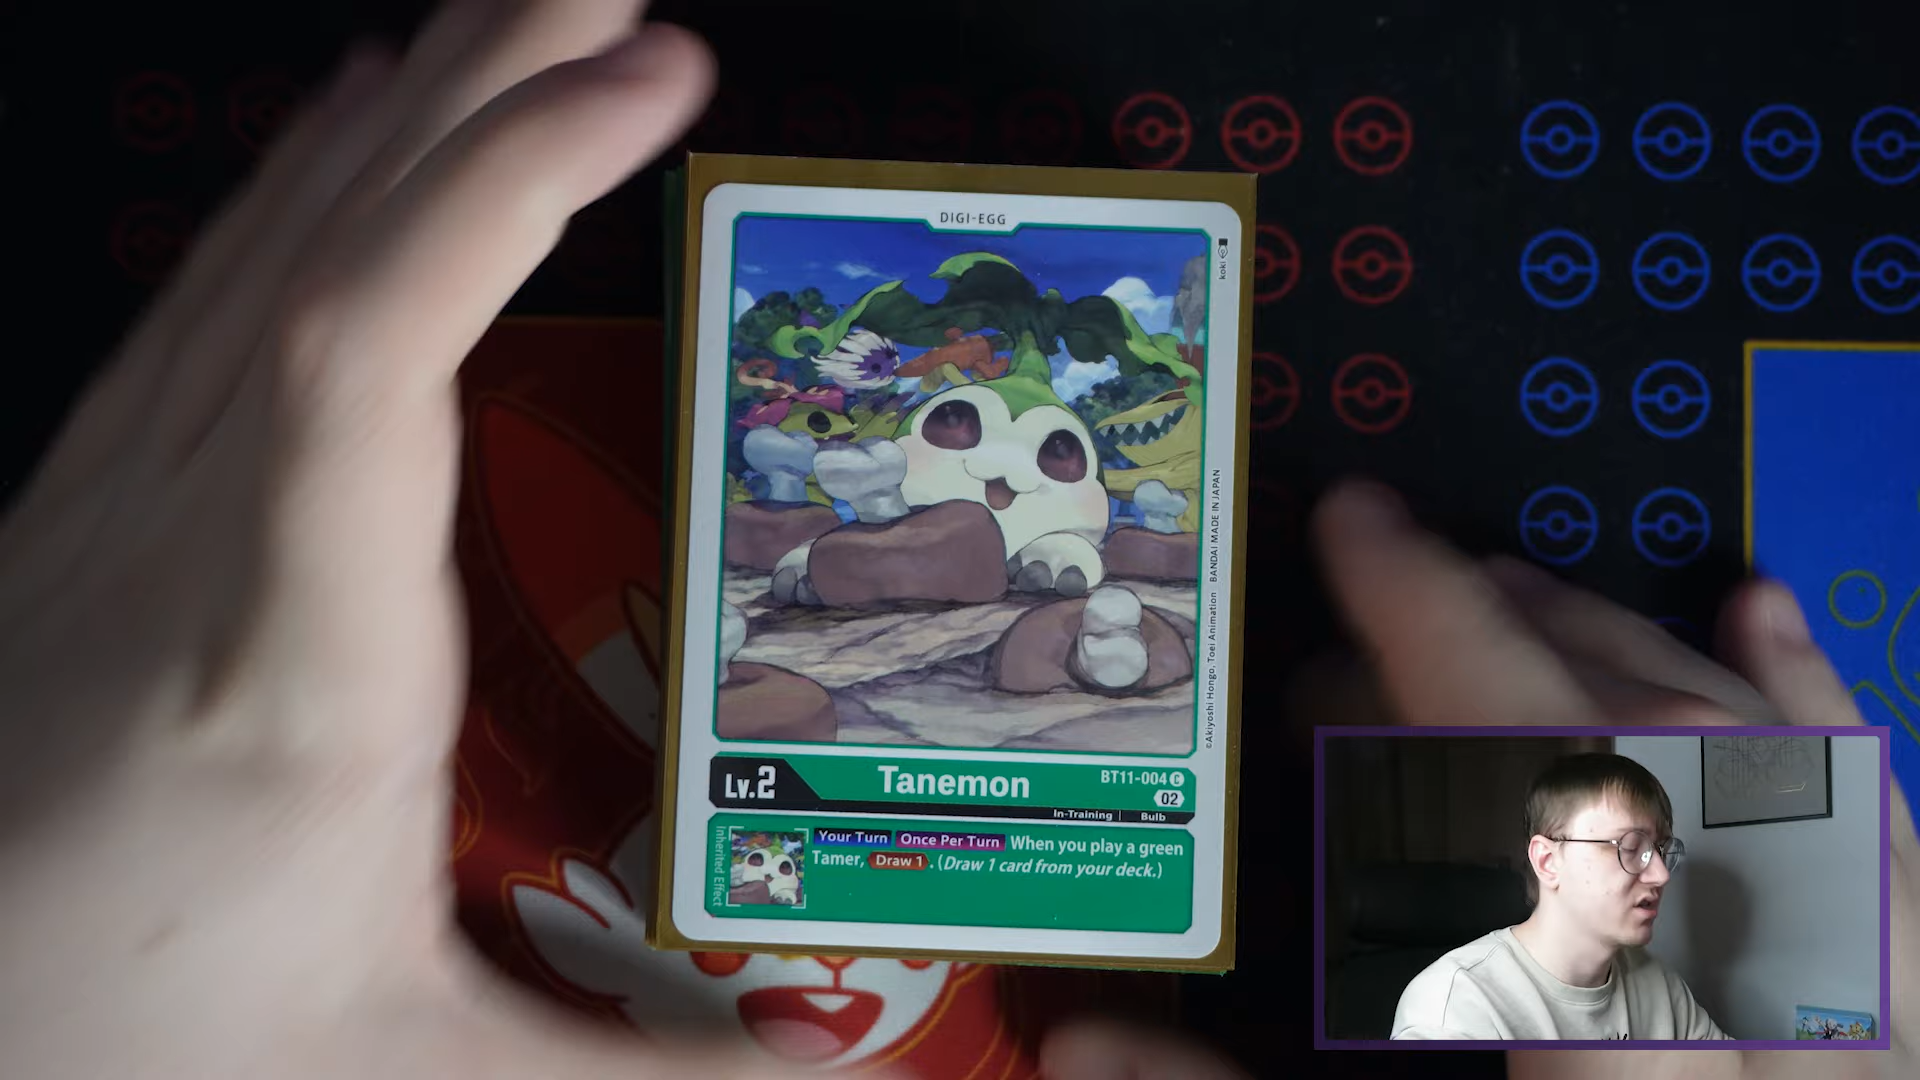 DIGI-EGG
koki
©Akiyoshi Hongo, Toei Animation BANDAI MADE IN JAPAN
Lv.2
Tanemon
BT11-004 C
02
In-Training | Bulb
Inherited Effect
Your Turn Once Per Turn When you play a green
Tamer, Draw 1. (Draw 1 card from your deck.)